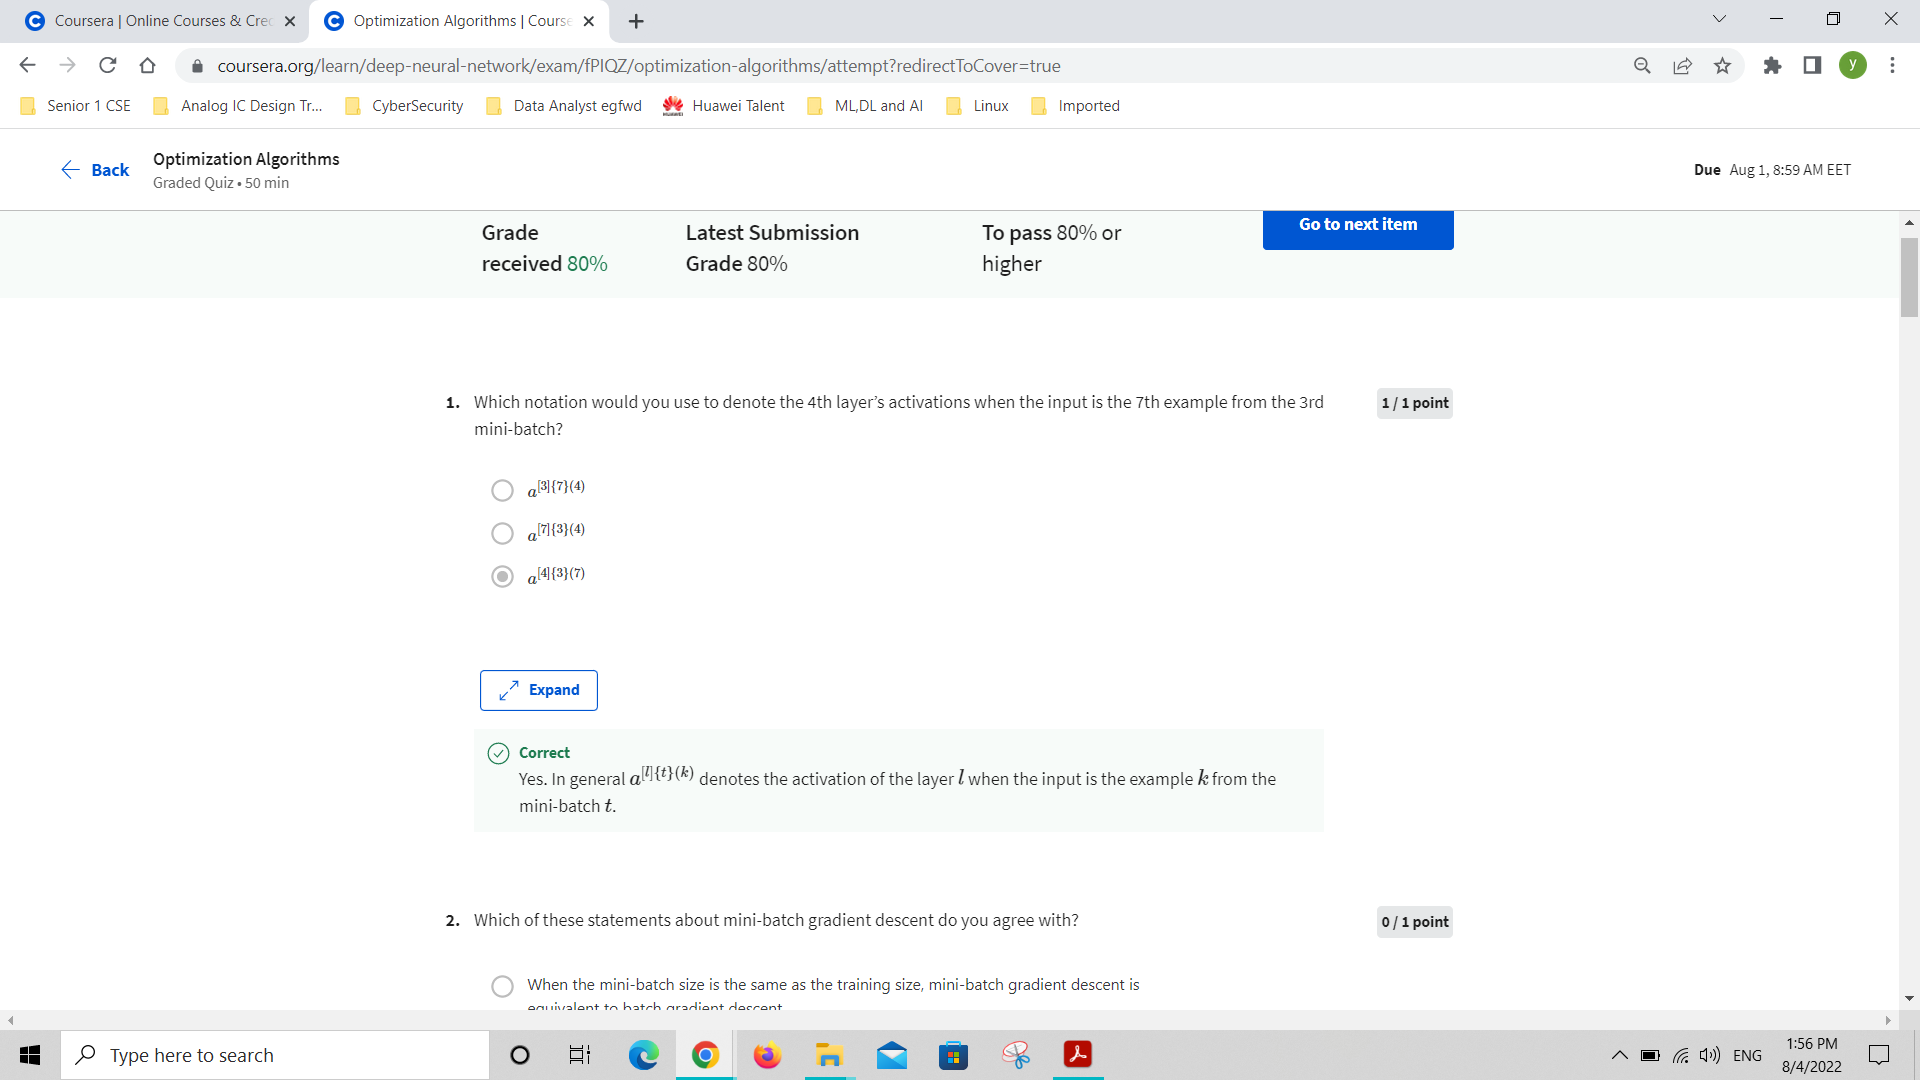 Coursera | Online Courses & Cre
Optimization Algorithms | Course
coursera.org/learn/deep-neural-network/exam/fPIQZ/optimization-algorithms/attempt?redirectToCover=true
y
Senior 1 CSE
Analog IC Design Tr...
CyberSecurity
Data Analyst egfwd
Huawei Talent
ML,DL and AI
Linux
Imported
Back
Optimization Algorithms
Graded Quiz • 50 min
Due Aug 1, 8:59 AM EET
Grade
received 80%
Latest Submission
Grade 80%
To pass 80% or
higher
Go to next item
1. Which notation would you use to denote the 4th layer’s activations when the input is the 7th example from the 3rd
mini-batch?
1 / 1 point
a^[3]{7}(4)
a^[7]{3}(4)
a^[4]{3}(7)
Expand
Correct
Yes. In general a^[l]{t}(k) denotes the activation of the layer l when the input is the example k from the
mini-batch t.
2. Which of these statements about mini-batch gradient descent do you agree with?
0 / 1 point
When the mini-batch size is the same as the training size, mini-batch gradient descent is
equivalent to batch gradient descent
Type here to search
ENG
1:56 PM
8/4/2022